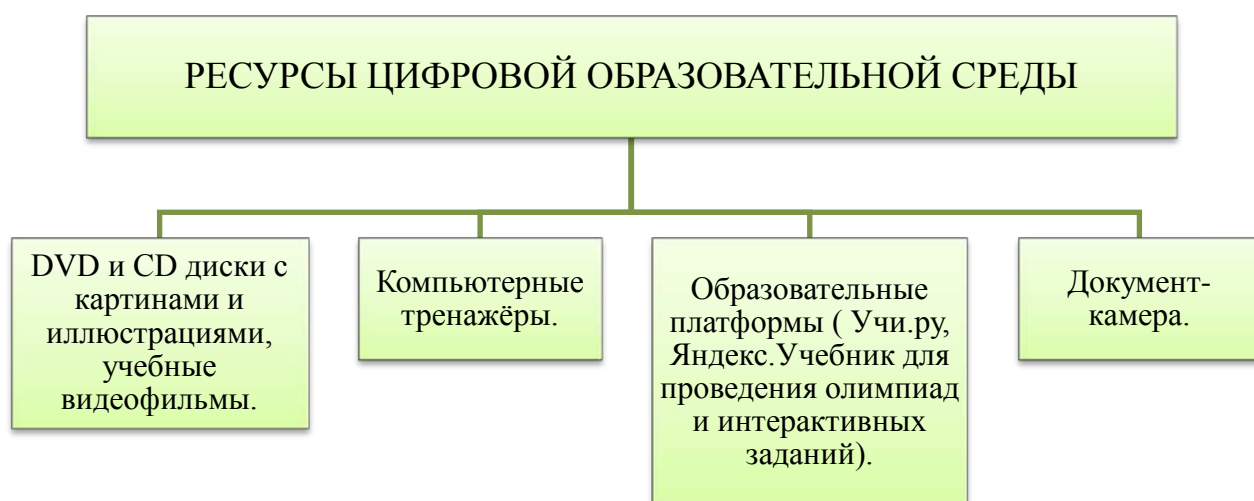 РЕСУРСЫ ЦИФРОВОЙ ОБРАЗОВАТЕЛЬНОЙ СРЕДЫ
DVD и CD диски с
картинами и
иллюстрациями,
учебные
видеофильмы.
Компьютерные
тренажёры.
Образовательные
платформы ( Учи.ру,
Яндекс.Учебник для
проведения олимпиад
и интерактивных
заданий).
Документ-
камера.